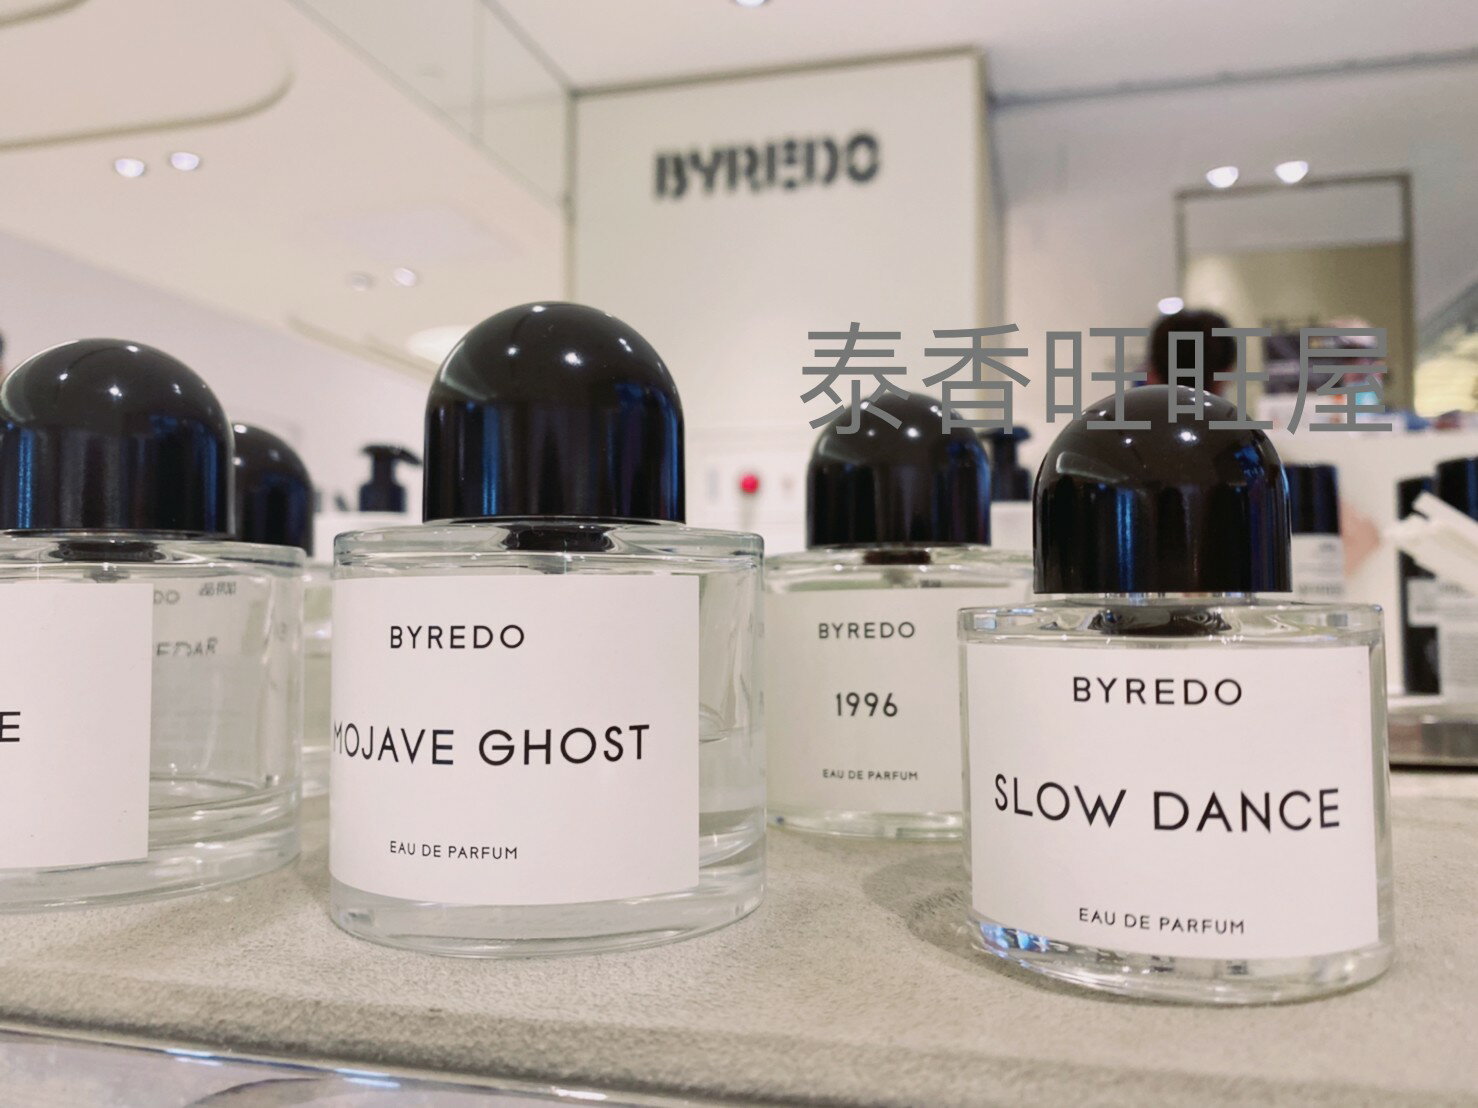 BYREDO
泰香旺旺屋
E
BYREDO
MOJAVE GHOST
EAU DE PARFUM
BYREDO
1996
EAU DE PARFUM
BYREDO
SLOW DANCE
EAU DE PARFUM